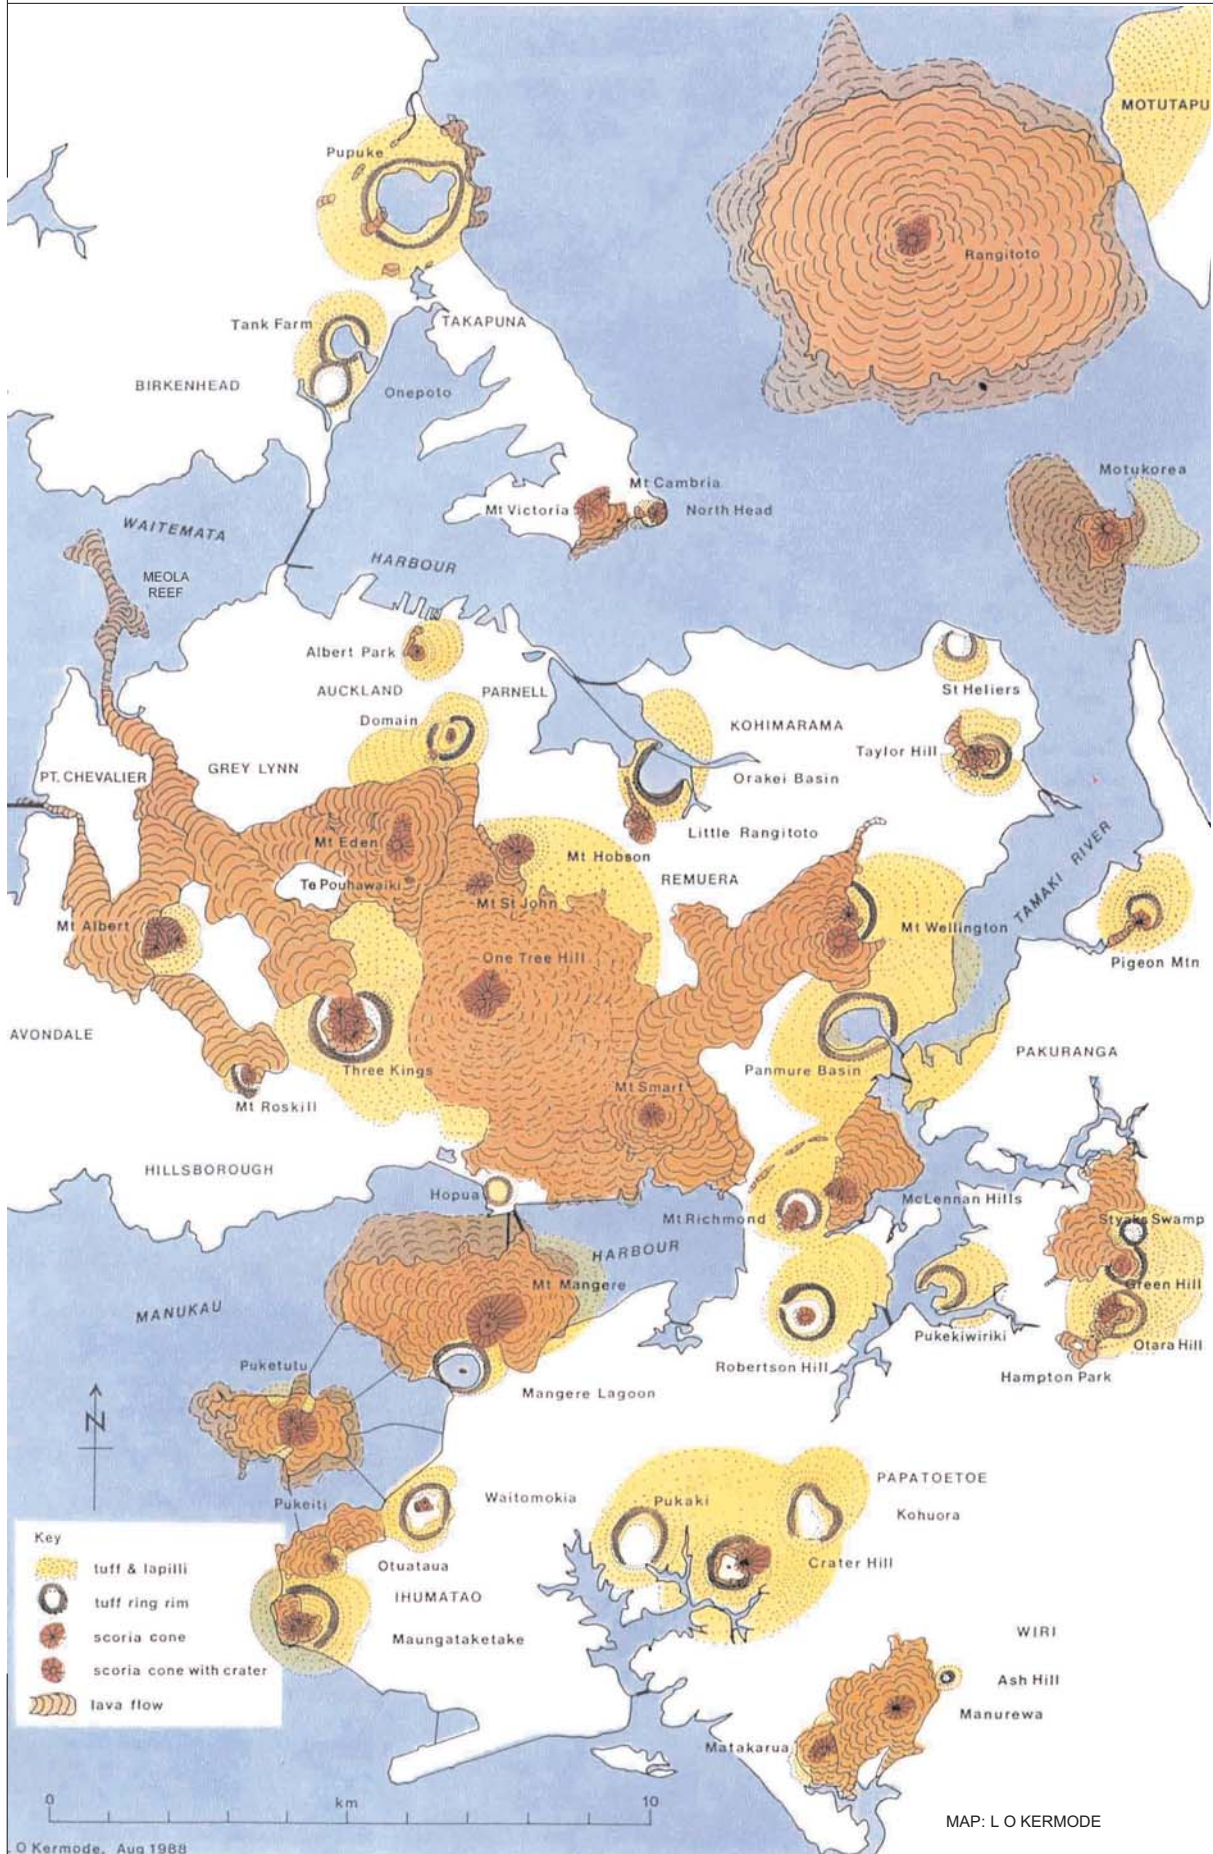 MOTUTAPU
Pupuke
Rangitoto
Tank Farm
TAKAPUNA
BIRKENHEAD
Onepoto
Motukorea
Mt Cambria
Mt Victoria
North Head
WAITEMATA
HARBOUR
MEOLA
REEF
Albert Park
St Heliers
AUCKLAND
PARNELL
Domain
KOHIMARAMA
Taylor Hill
PT. CHEVALIER
GREY LYNN
Orakei Basin
Little Rangitoto
Mt Eden
Mt Hobson
TAMAKI RIVER
Te Pouhawaiki
REMUERA
Mt St John
Mt Albert
Mt Wellington
One Tree Hill
Pigeon Mtn
AVONDALE
PAKURANGA
Three Kings
Panmure Basin
Mt Smart
Mt Roskill
HILLSBOROUGH
Hopua
McLennan Hills
Mt Richmond
Styaks Swamp
HARBOUR
Mt Mangere
Green Hill
MANUKAU
Pukekiwiriki
Otara Hill
Puketutu
Robertson Hill
Hampton Park
Mangere Lagoon
PAPATOETOE
Waitomokia
Pukaki
Kohuora
Pukeiti
Key
tuff & lapilli
tuff ring rim
scoria cone
scoria cone with crater
lava flow
Otuataua
Crater Hill
IHUMATAO
Maungataketake
WIRI
Ash Hill
Manurewa
Matakarua
0
km
10
MAP: L O KERMODE
O Kermode, Aug 1988